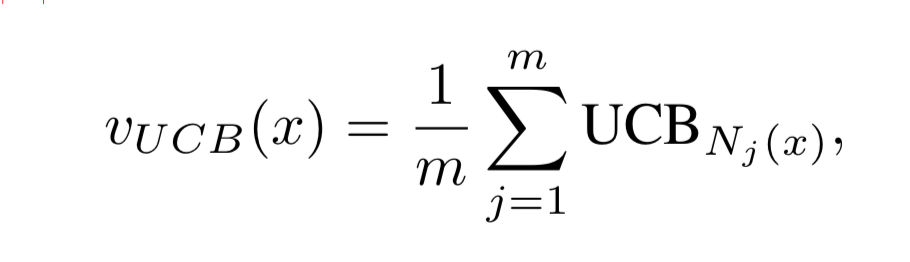 $v_{UCB}(x) = \frac{1}{m} \sum_{j=1}^{m} \text{UCB}_{N_j(x)},$